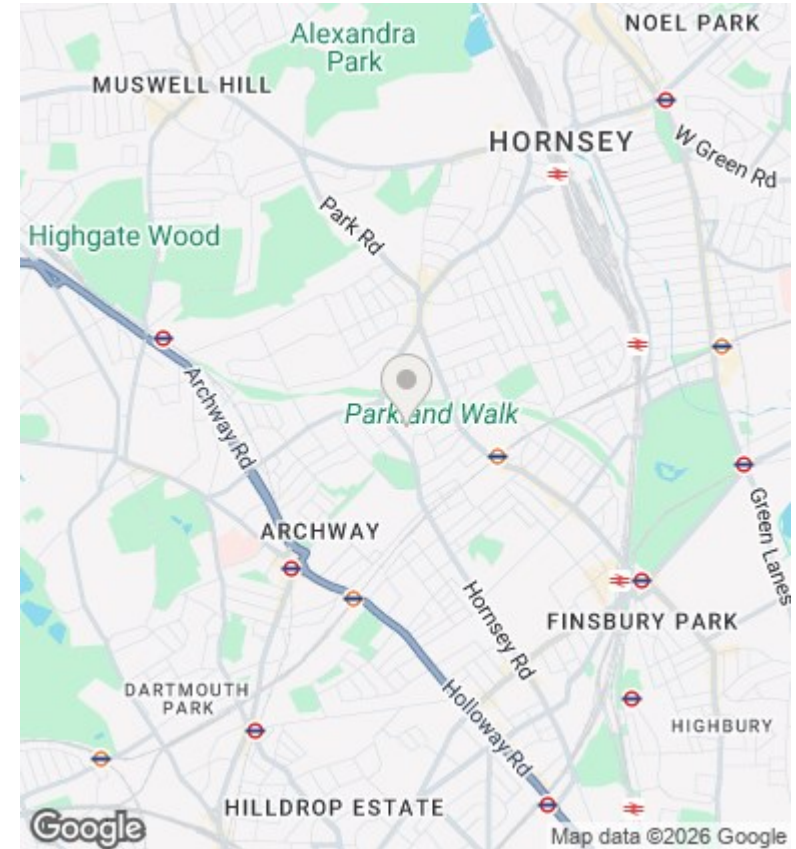 NOEL PARK
Alexandra
Park
MUSWELL HILL
HORNSEY
W Green Rd
Park Rd
Highgate Wood
Archway Rd
Parkland Walk
Green Lanes
ARCHWAY
Hornsey Rd
FINSBURY PARK
DARTMOUTH
PARK
HIGHBURY
Holloway Rd
HILLDROP ESTATE
Google
Map data ©2026 Google